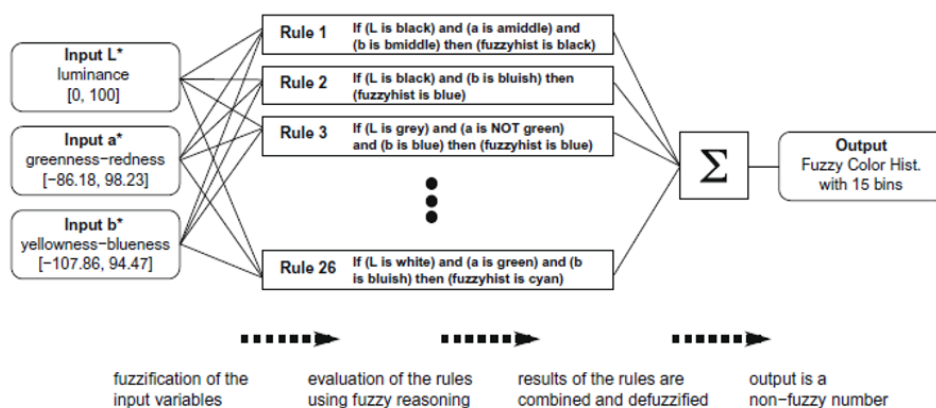 Input L*
luminance
[0, 100]
Input a*
greenness−redness
[−86.18, 98.23]
Input b*
yellowness−blueness
[−107.86, 94.47]
Rule 1
If (L is black) and (a is amiddle) and
(b is bmiddle) then (fuzzyhist is black)
Rule 2
If (L is black) and (b is bluish) then
(fuzzyhist is blue)
Rule 3
If (L is grey) and (a is NOT green)
and (b is blue) then (fuzzyhist is blue)
Rule 26
If (L is white) and (a is green) and (b
is bluish) then (fuzzyhist is cyan)
Σ
Output
Fuzzy Color Hist.
with 15 bins
fuzzification of the
input variables
evaluation of the rules
using fuzzy reasoning
results of the rules are
combined and defuzzified
output is a
non−fuzzy number